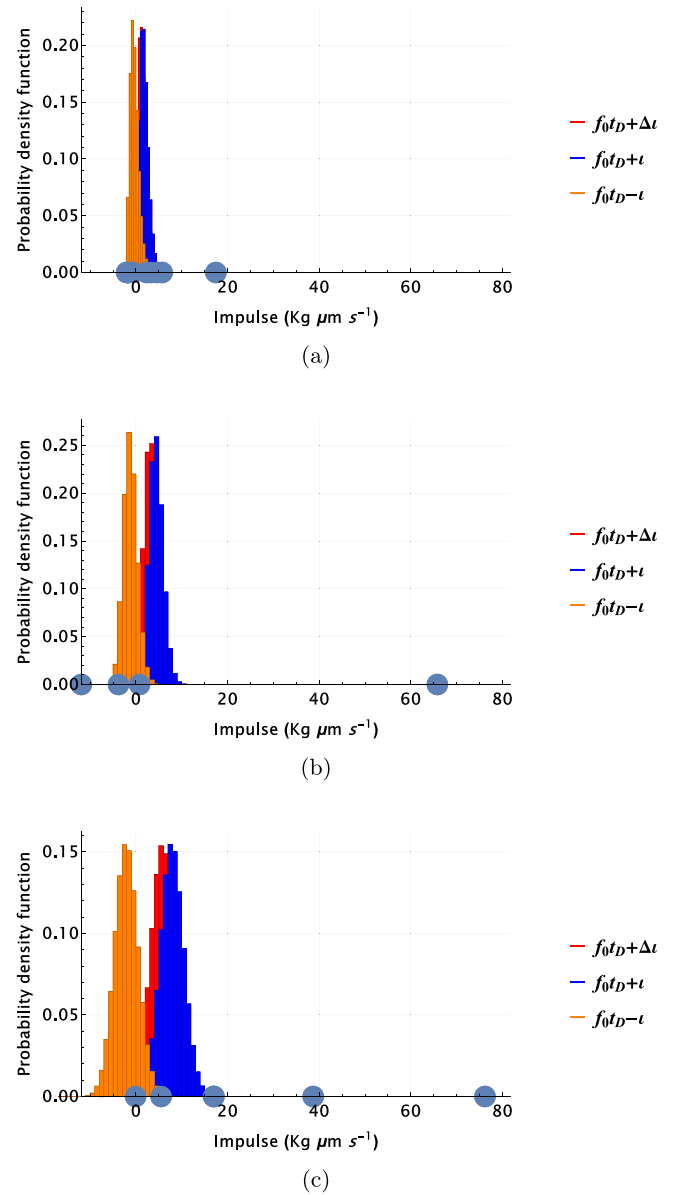 0.20
0.15
0.10
0.05
0.00
Probability density function
0 20 40 60 80
Impulse (Kg μm s⁻¹)
f₀t_D+Δι
f₀t_D+ι
f₀t_D−ι
(a)
0.25
0.20
0.15
0.10
0.05
0.00
Probability density function
0 20 40 60 80
Impulse (Kg μm s⁻¹)
f₀t_D+Δι
f₀t_D+ι
f₀t_D−ι
(b)
0.15
0.10
0.05
0.00
Probability density function
0 20 40 60 80
Impulse (Kg μm s⁻¹)
f₀t_D+Δι
f₀t_D+ι
f₀t_D−ι
(c)